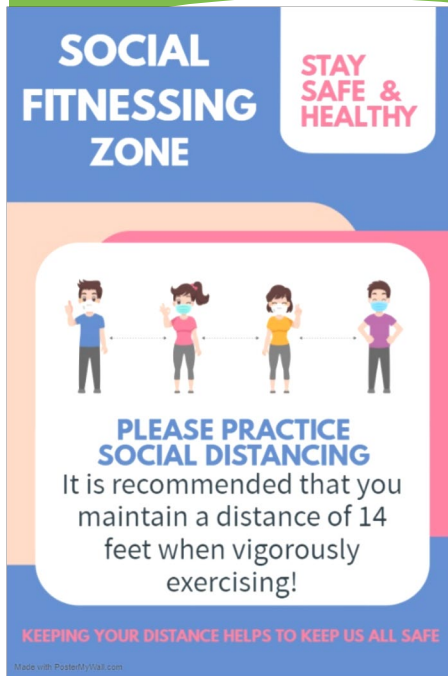 SOCIAL
FITNESSING
ZONE
STAY
SAFE &
HEALTHY
PLEASE PRACTICE
SOCIAL DISTANCING
It is recommended that you
maintain a distance of 14
feet when vigorously
exercising!
KEEPING YOUR DISTANCE HELPS TO KEEP US ALL SAFE
Made with PosterMyWall.com